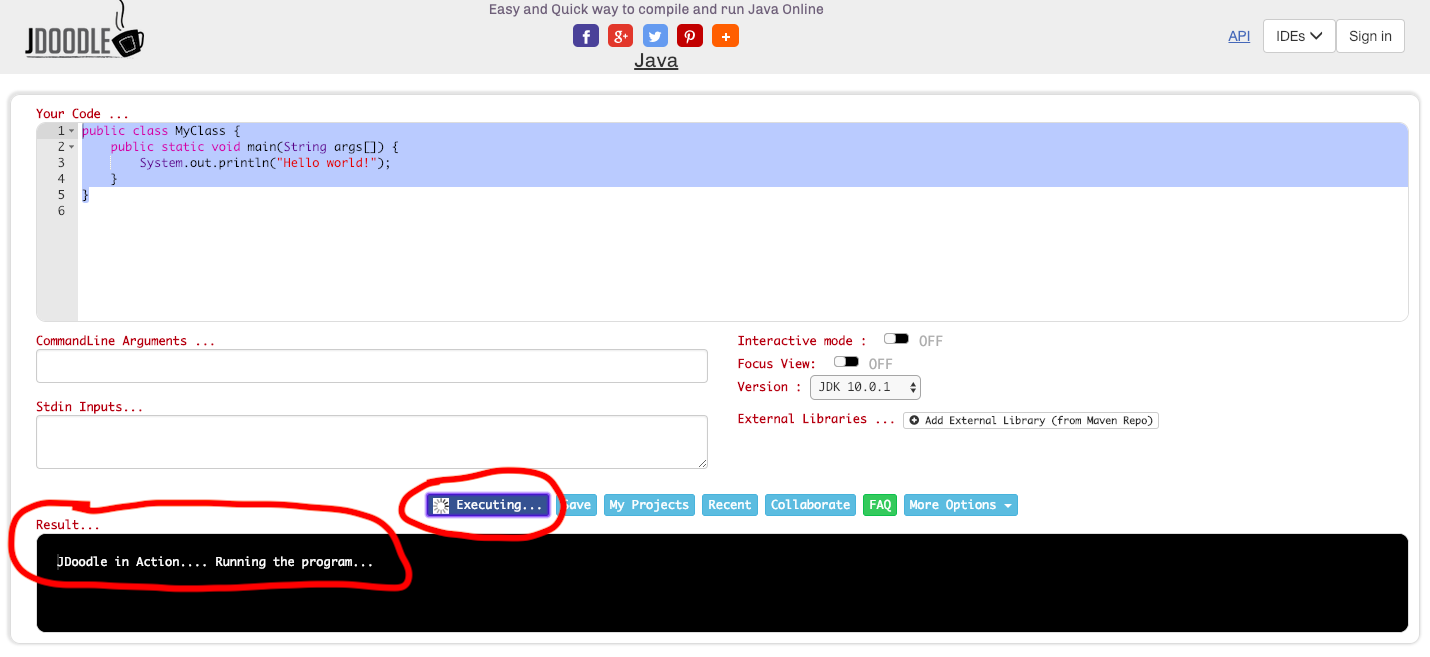 Easy and Quick way to compile and run Java Online
JDOODLE
f g+ p +
API IDEs Sign in
Java
Your Code ...
1 public class MyClass {
2 public static void main(String args[]) {
3 System.out.println("Hello world!");
4 }
5 }
6
CommandLine Arguments ...
Interactive mode : OFF
Focus View: OFF
Version : JDK 10.0.1
Stdin Inputs...
External Libraries ... Add External Library (from Maven Repo)
Executing... Save My Projects Recent Collaborate FAQ More Options
Result...
JDoodle in Action.... Running the program...